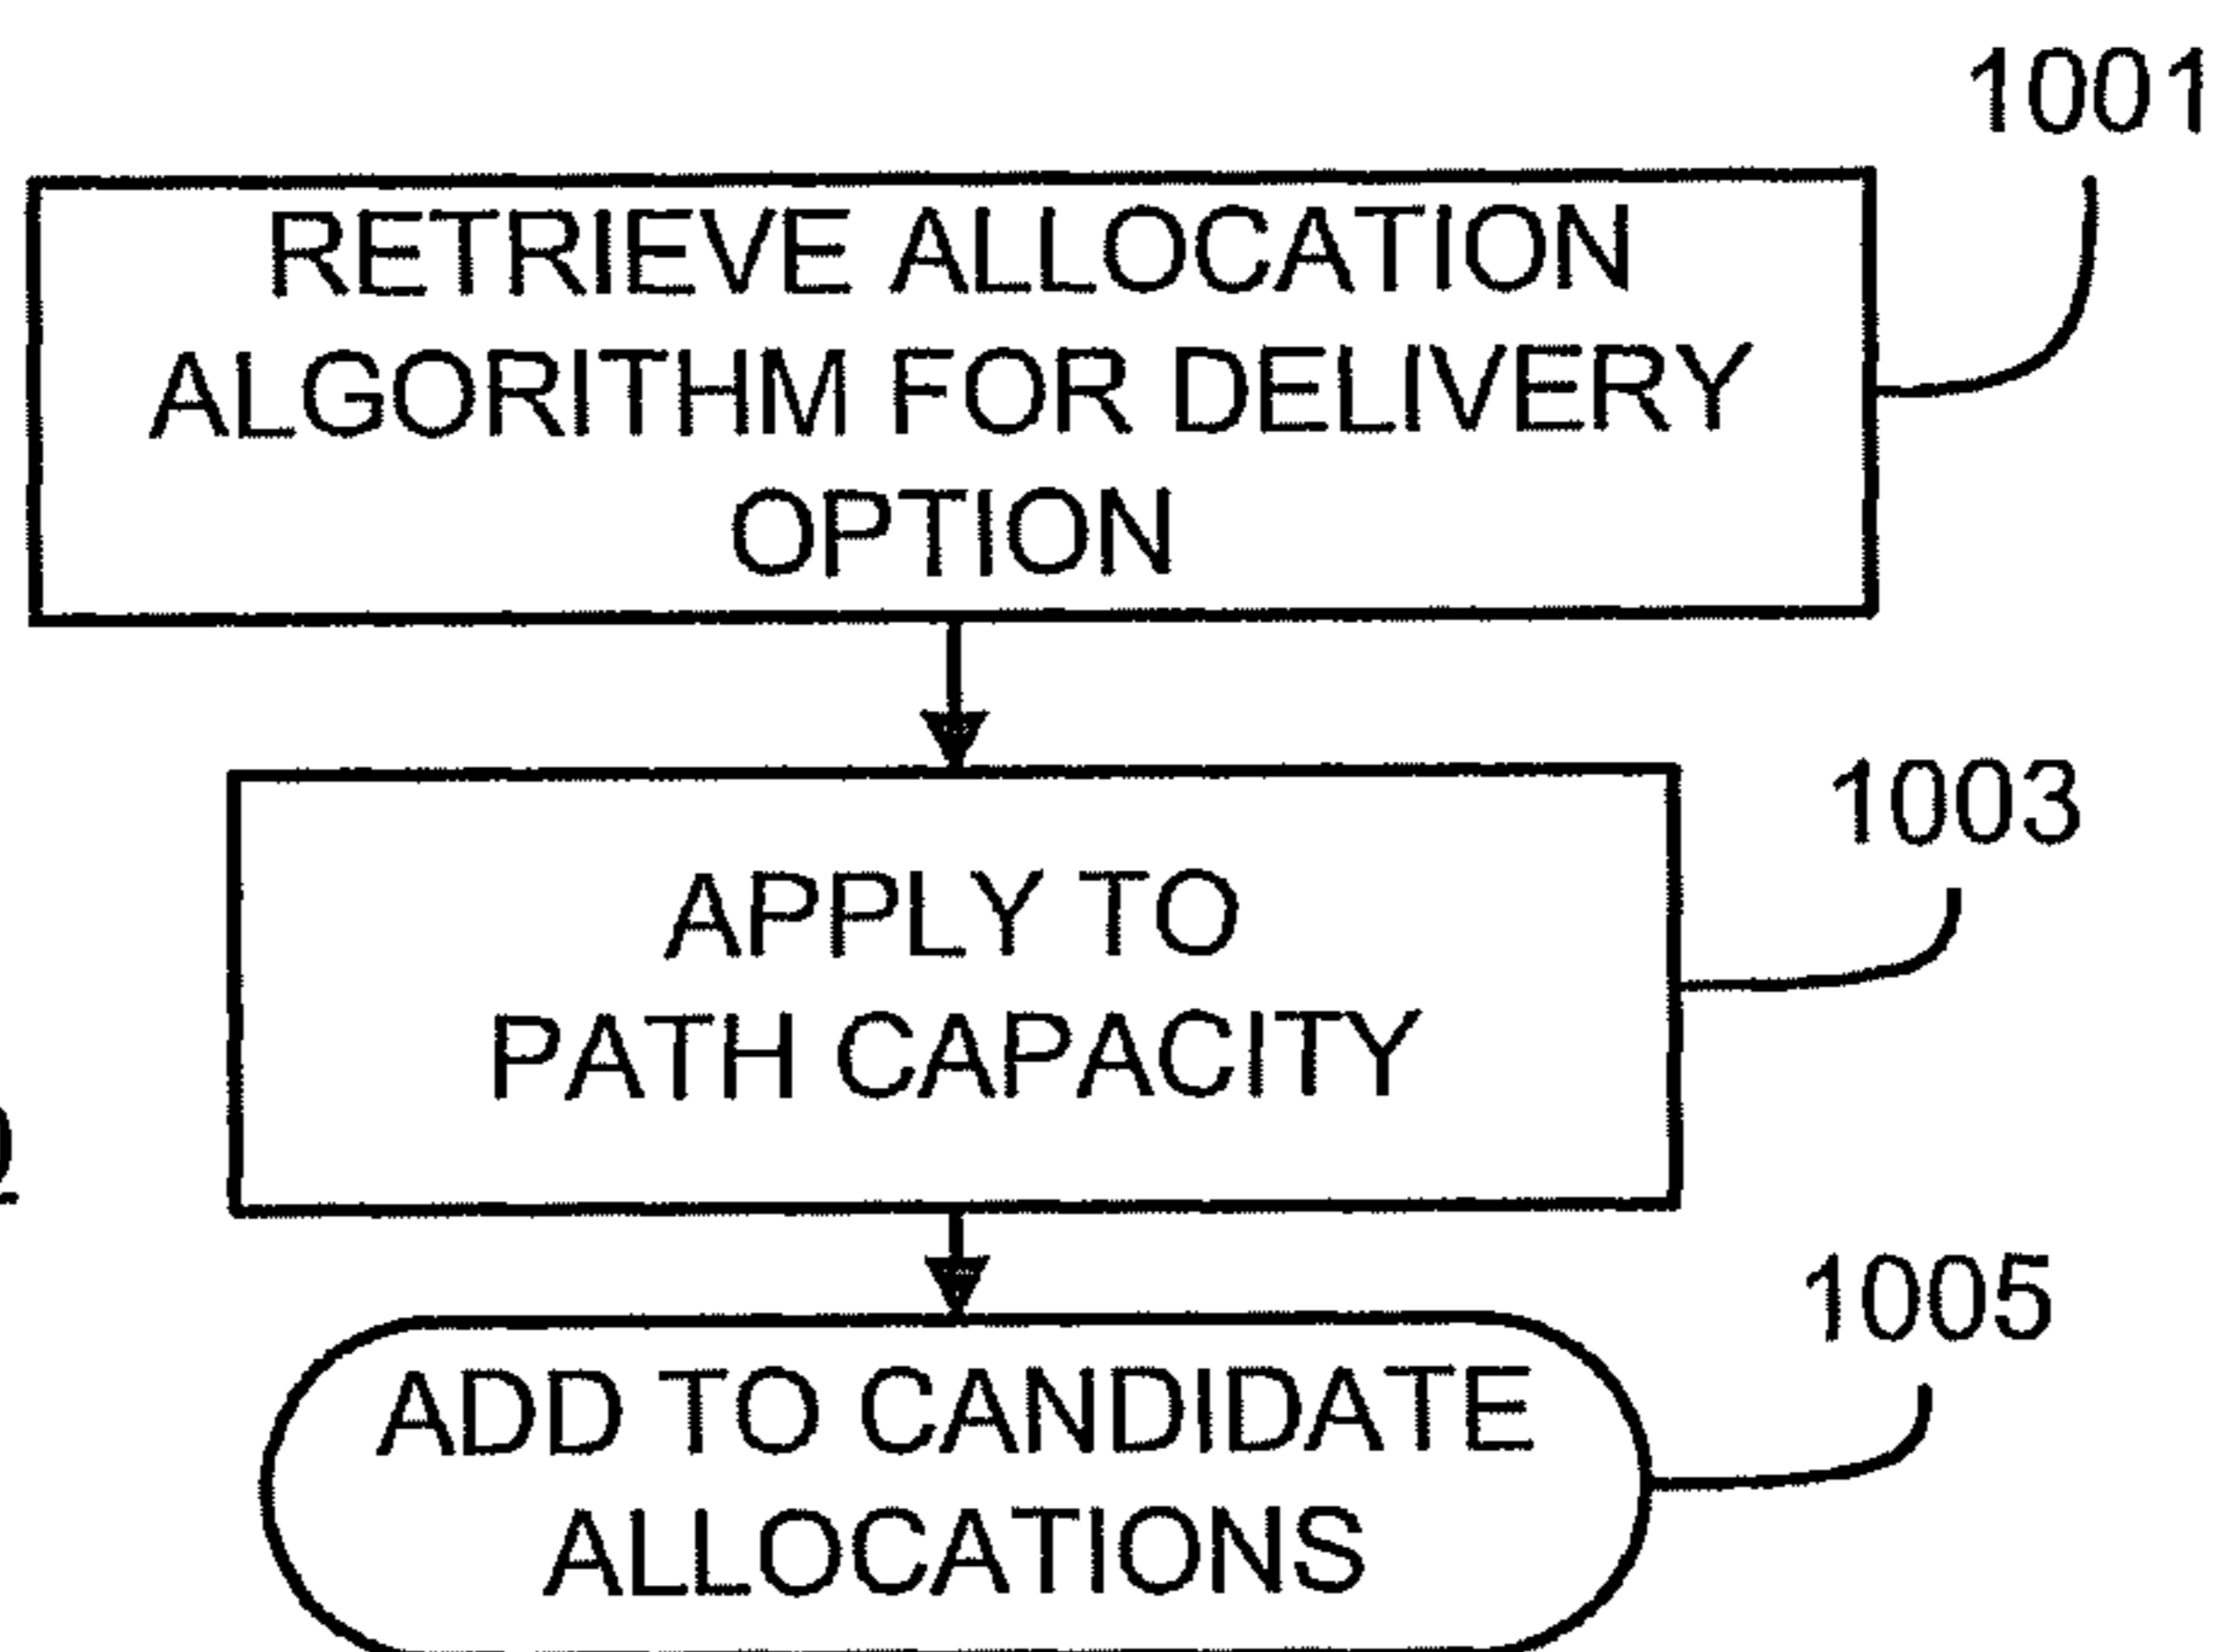 1001
RETRIEVE ALLOCATION
ALGORITHM FOR DELIVERY
OPTION
1003
APPLY TO
PATH CAPACITY
1005
ADD TO CANDIDATE
ALLOCATIONS